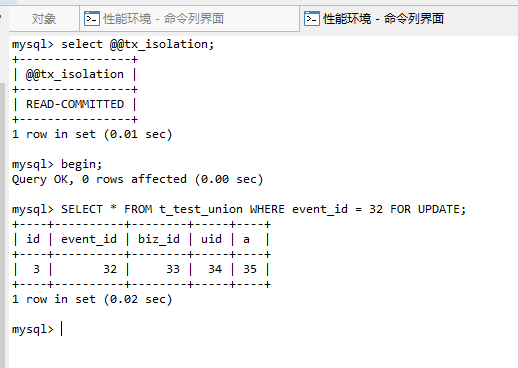 对象 性能环境 - 命令列界面 性能环境 - 命令列界面
mysql> select @@tx_isolation;
+----------------+
| @@tx_isolation |
+----------------+
| READ-COMMITTED |
+----------------+
1 row in set (0.01 sec)
mysql> begin;
Query OK, 0 rows affected (0.00 sec)
mysql> SELECT * FROM t_test_union WHERE event_id = 32 FOR UPDATE;
+----+----------+--------+-----+----+
| id | event_id | biz_id | uid | a  |
+----+----------+--------+-----+----+
|  3 |       32 |     33 |  34 | 35 |
+----+----------+--------+-----+----+
1 row in set (0.02 sec)
mysql>